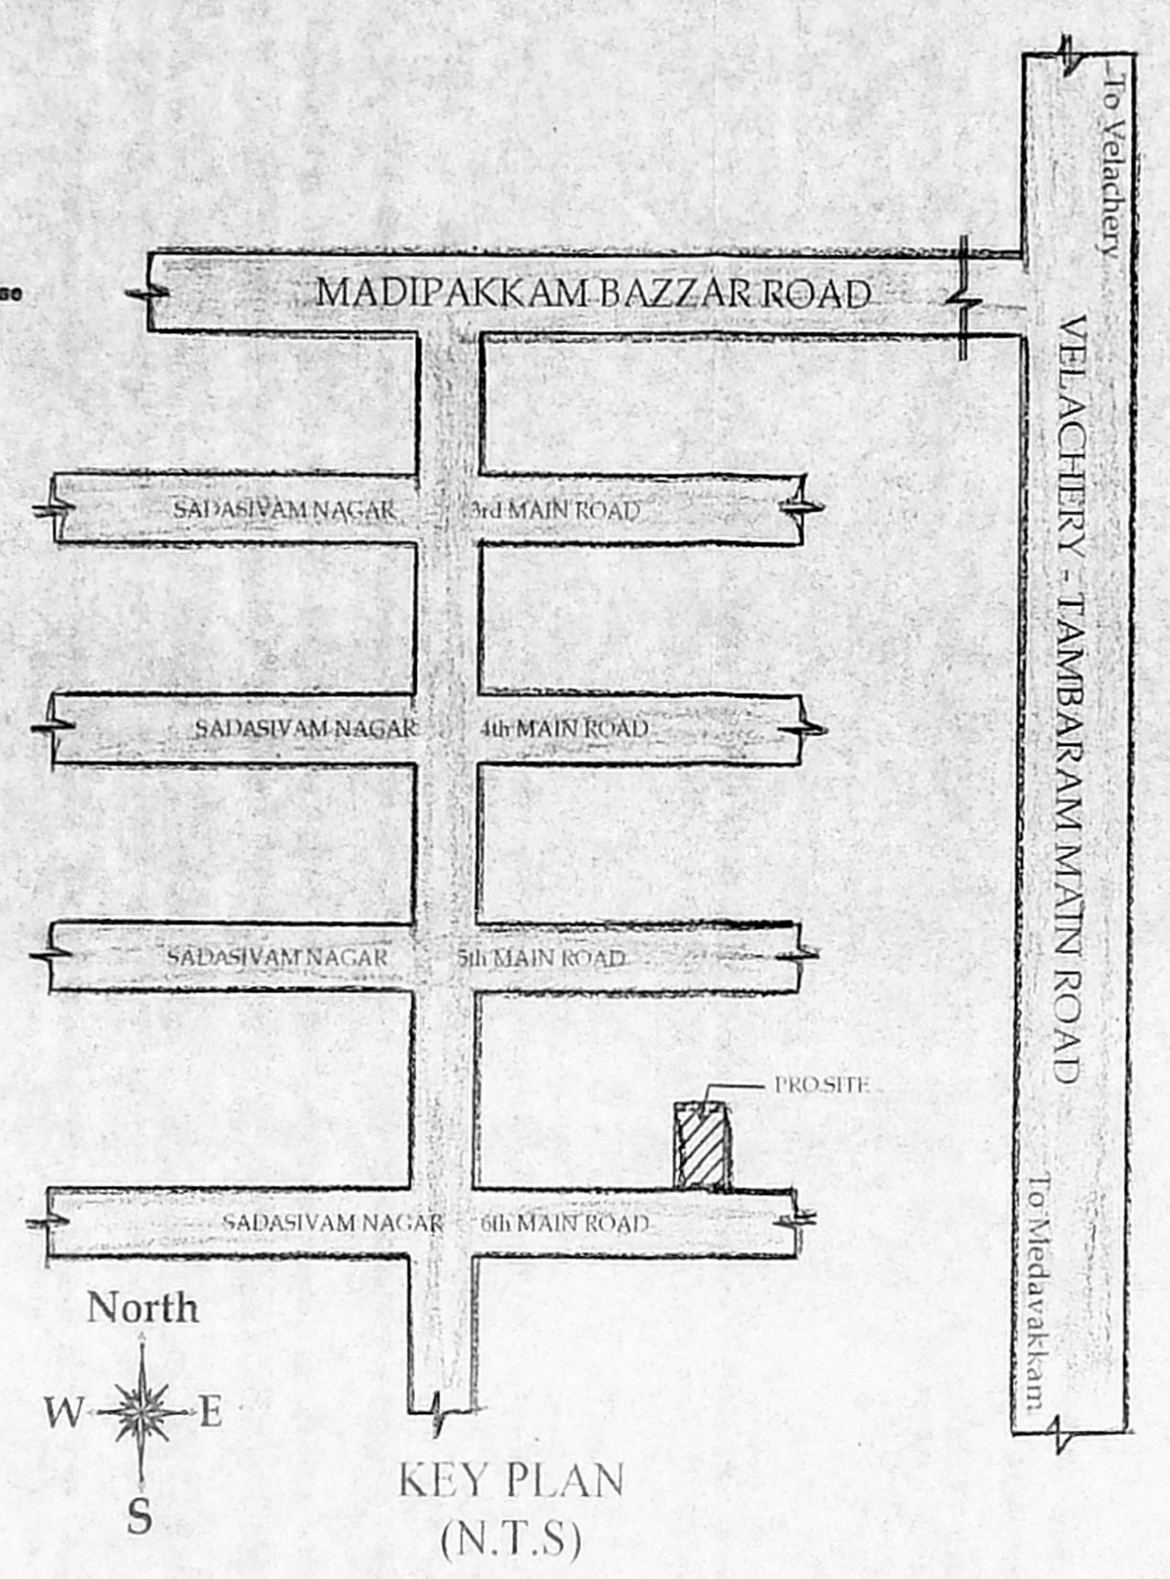 To Velachery
MADIPAKKAM BAZZAR ROAD
VELACHERY - TAMBARAM MAIN ROAD
SADASIVAM NAGAR 3rd MAIN ROAD
SADASIVAM NAGAR 4th MAIN ROAD
SADASIVAM NAGAR 5th MAIN ROAD
PRO.SITE
SADASIVAM NAGAR 6th MAIN ROAD
To Medavakkam
North
W E
S
KEY PLAN
(N.T.S)